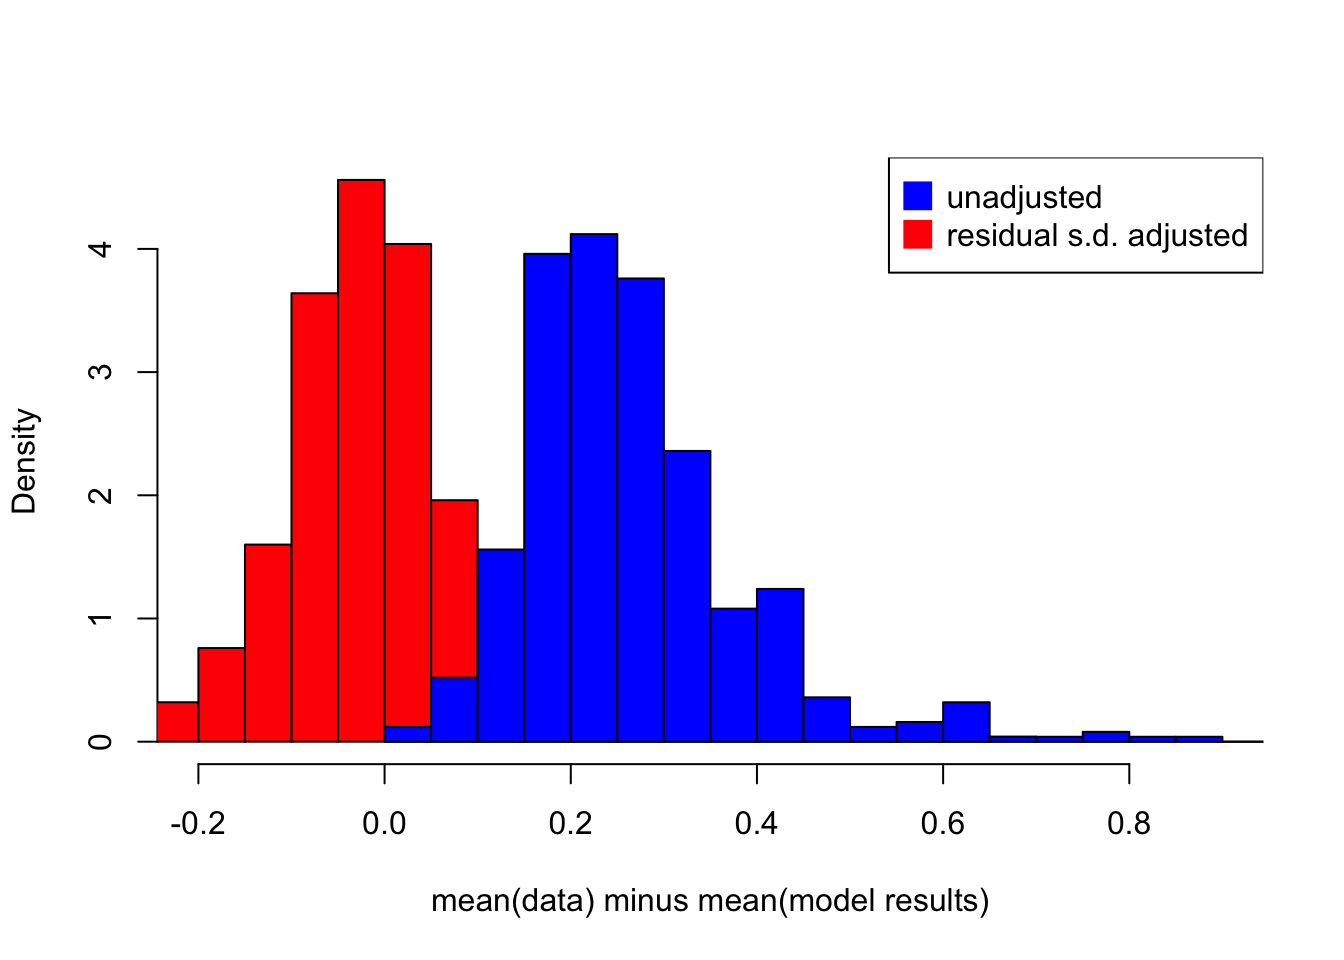 unadjusted
residual s.d. adjusted
Density
4
3
2
1
0
-0.2 0.0 0.2 0.4 0.6 0.8
mean(data) minus mean(model results)